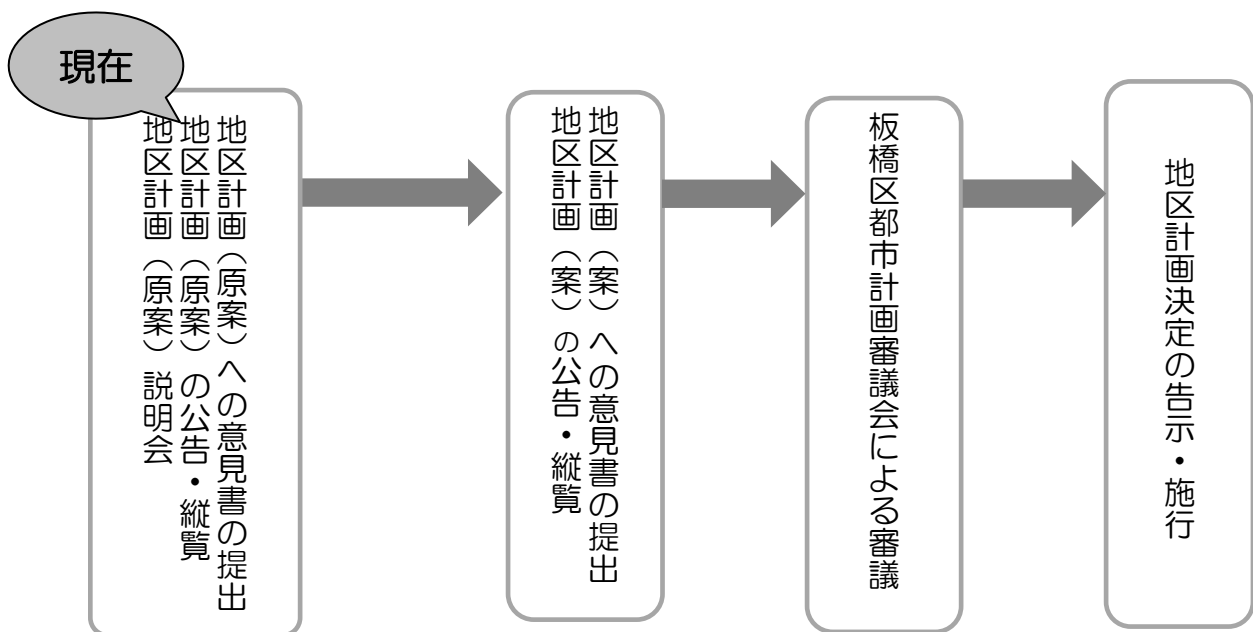 現在
地区計画（原案）への意見書の提出
地区計画（原案）の公告・縦覧
地区計画（原案）説明会
地区計画（案）への意見書の提出
地区計画（案）の公告・縦覧
板橋区都市計画審議会による審議
地区計画決定の告示・施行